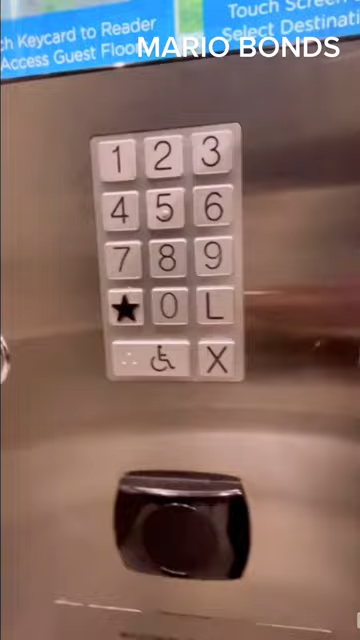 ch Keycard to Reader
Access Guest Floor
Touch Screen
Select Destinati
MARIO BONDS
1 2 3
4 5 6
7 8 9
★ 0 L
X